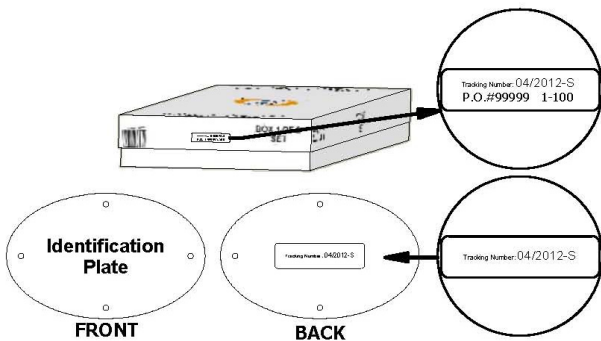 Tracking Number: 04/2012-S
P.O.#99999 1-100
BOX 1 OF
SET
Identification
Plate
Tracking Number: 04/2012-S
Tracking Number: 04/2012-S
FRONT
BACK